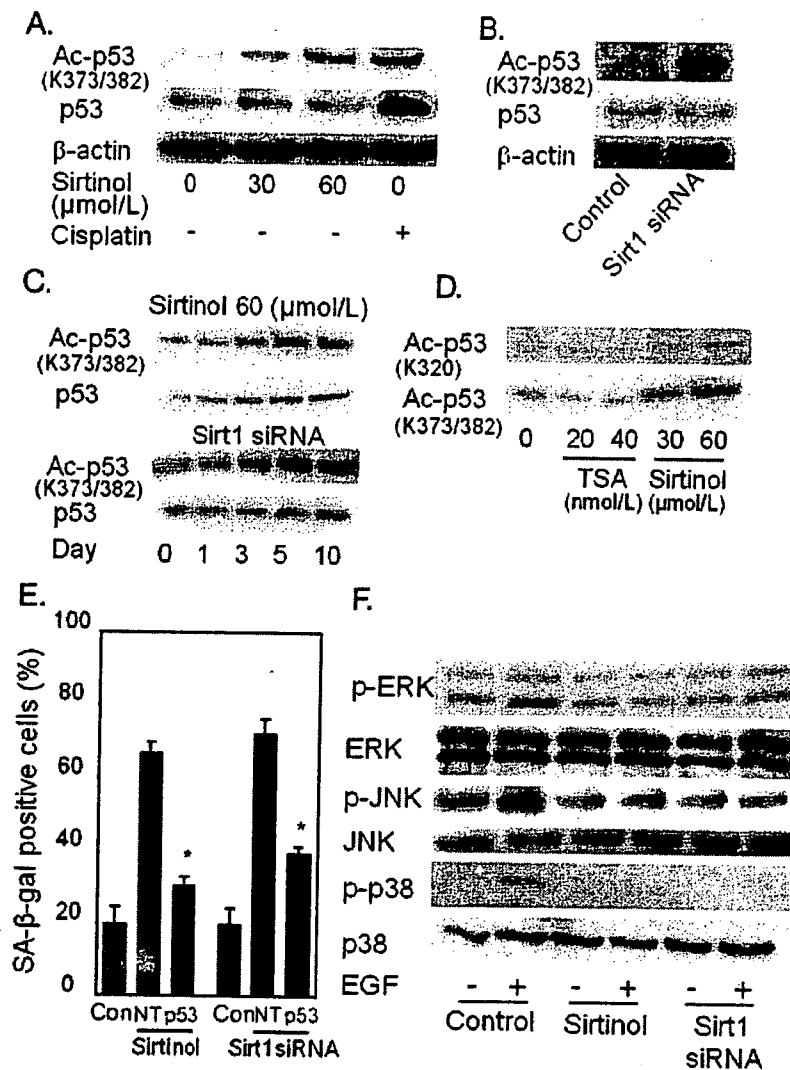 A.
Ac-p53
(K373/382)
p53
β-actin
Sirtinol 0 30 60 0
(μmol/L)
Cisplatin - - - +
B.
Ac-p53
(K373/382)
p53
β-actin
Control
Sirt1 siRNA
C.
Sirtinol 60 (μmol/L)
Ac-p53
(K373/382)
p53
Sirt1 siRNA
Ac-p53
(K373/382)
p53
Day 0 1 3 5 10
D.
Ac-p53
(K320)
Ac-p53
(K373/382)
0 20 40 30 60
TSA Sirtinol
(nmol/L) (μmol/L)
E.
SA-β-gal positive cells (%)
100
80
60
40
20
0
* *
Con NT p53 Con NT p53
Sirtinol Sirt1siRNA
F.
p-ERK
ERK
p-JNK
JNK
p-p38
p38
EGF - + - + - +
Control Sirtinol Sirt1
siRNA